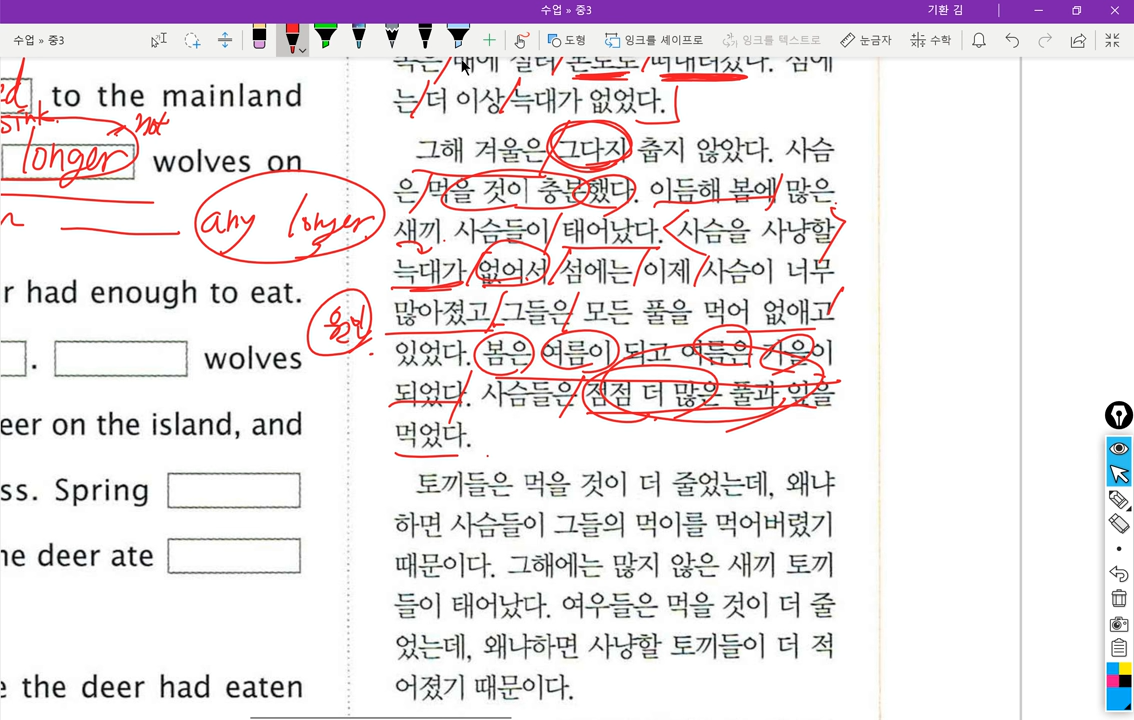 수업 » 중3
기환 김
수업 » 중3
도형
잉크를 셰이프로
잉크를 텍스트로
눈금자
수학
ed to the mainland
sink.
not
longer wolves on
any longer
r had enough to eat.
. wolves
eer on the island, and
ss. Spring
he deer ate
e the deer had eaten
떠내려갔다. 섬에
는 더 이상 늑대가 없었다.
그해 겨울은 그다지 춥지 않았다. 사슴
은 먹을 것이 충분했다. 이듬해 봄에 많은
새끼 사슴들이 태어났다. 사슴을 사냥할
늑대가 없어서 섬에는 이제 사슴이 너무
많아졌고, 그들은 모든 풀을 먹어 없애고
있었다. 봄은 여름이 되고 여름은 가을이
되었다. 사슴들은 점점 더 많은 풀과 잎을
먹었다.
토끼들은 먹을 것이 더 줄었는데, 왜냐
하면 사슴들이 그들의 먹이를 먹어버렸기
때문이다. 그해에는 많지 않은 새끼 토끼
들이 태어났다. 여우들은 먹을 것이 더 줄
었는데, 왜냐하면 사냥할 토끼들이 더 적
어졌기 때문이다.